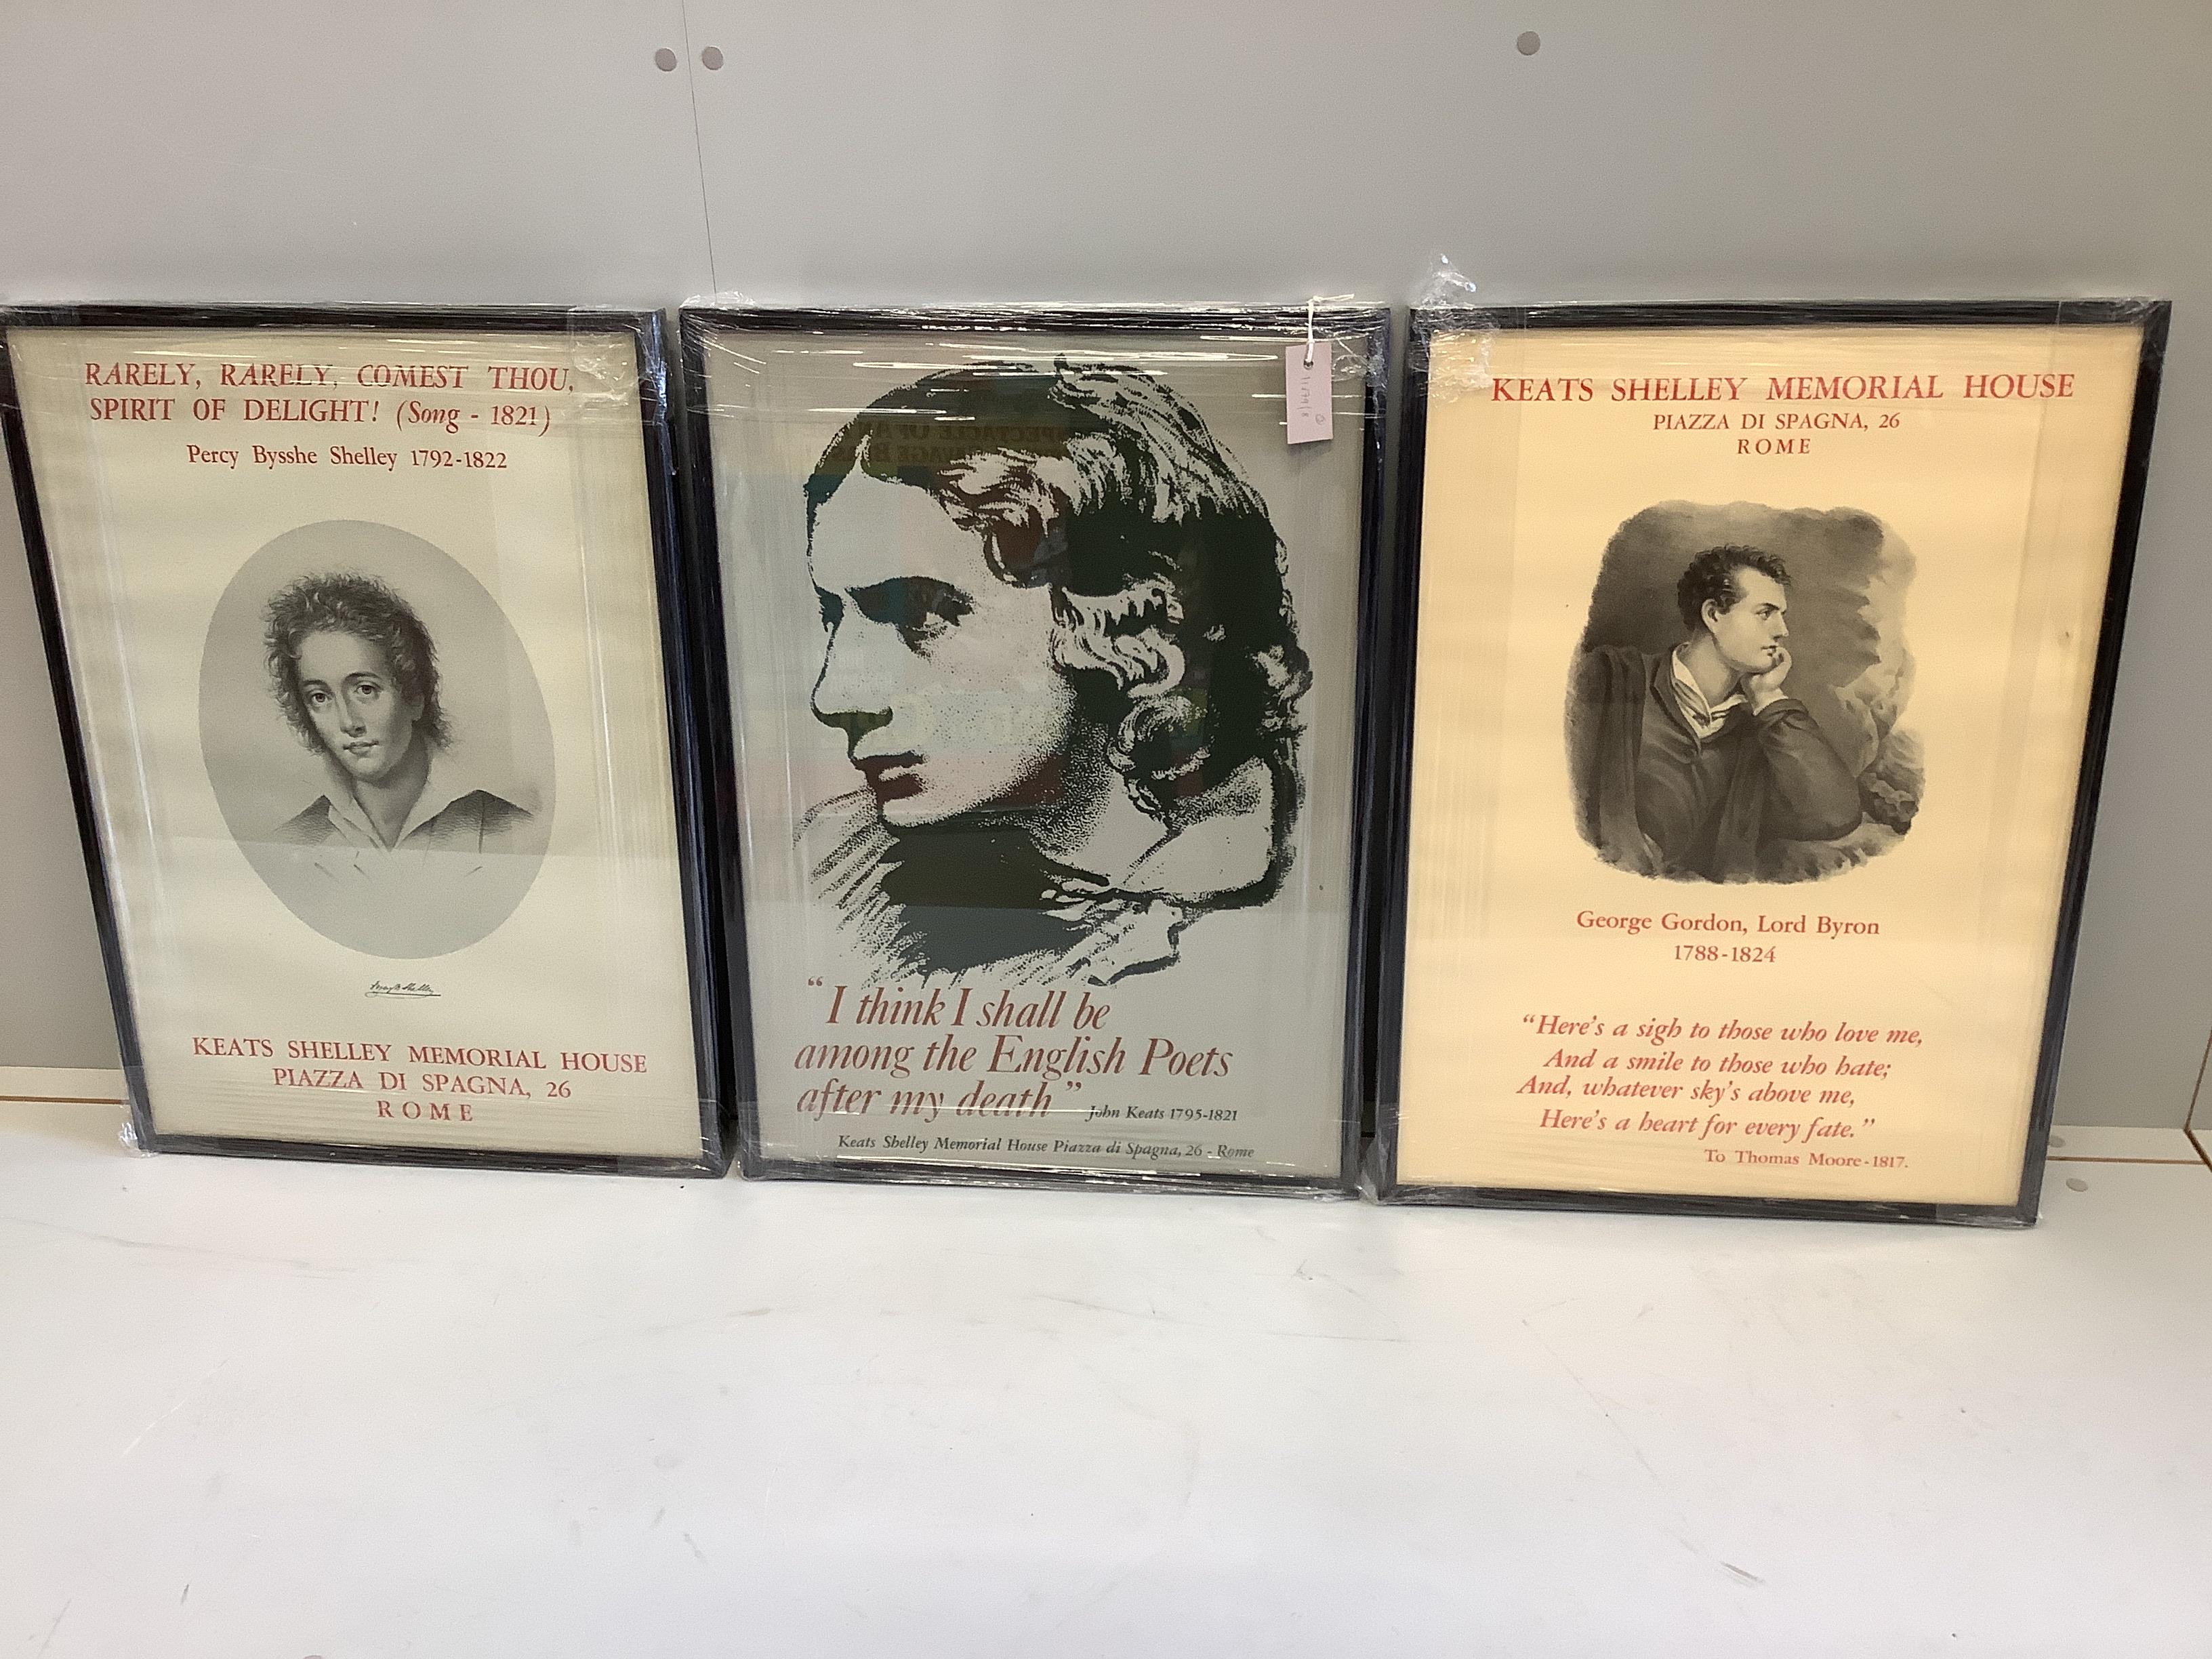 RARELY, RARELY, COMEST THOU,
SPIRIT OF DELIGHT! (Song - 1821)
Percy Bysshe Shelley 1792-1822
KEATS SHELLEY MEMORIAL HOUSE
PIAZZA DI SPAGNA, 26
ROME
“I think I shall be
among the English Poets
after my death”
John Keats 1795-1821
Keats Shelley Memorial House Piazza di Spagna, 26 - Rome
KEATS SHELLEY MEMORIAL HOUSE
PIAZZA DI SPAGNA, 26
ROME
George Gordon, Lord Byron
1788-1824
“Here's a sigh to those who love me,
And a smile to those who hate;
And, whatever sky's above me,
Here's a heart for every fate.”
To Thomas Moore-1817.